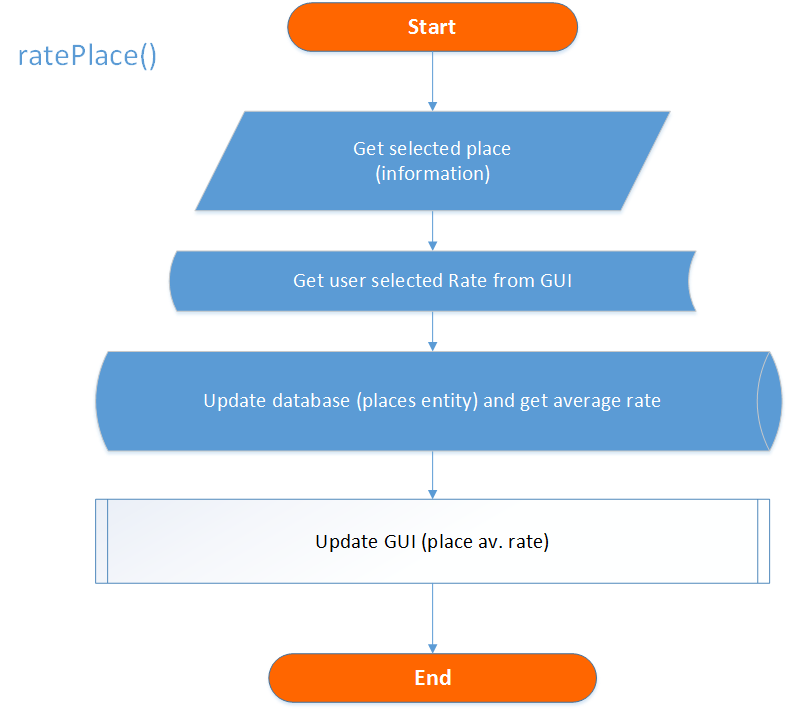 Start
ratePlace()
Get selected place
(information)
Get user selected Rate from GUI
Update database (places entity) and get average rate
Update GUI (place av. rate)
End